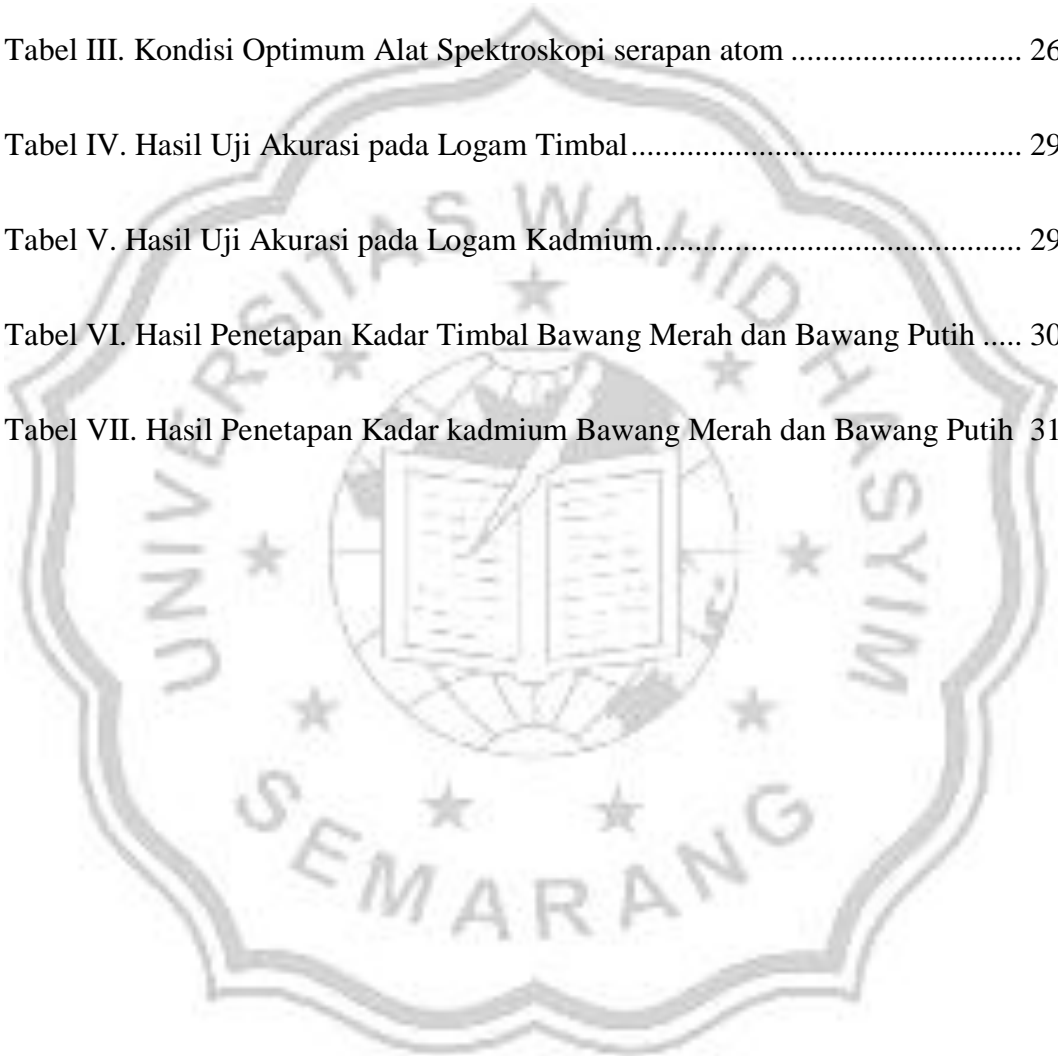 Tabel III. Kondisi Optimum Alat Spektroskopi serapan atom ............................. 26
Tabel IV. Hasil Uji Akurasi pada Logam Timbal ................................................. 29
Tabel V. Hasil Uji Akurasi pada Logam Kadmium.............................................. 29
Tabel VI. Hasil Penetapan Kadar Timbal Bawang Merah dan Bawang Putih ..... 30
Tabel VII. Hasil Penetapan Kadar kadmium Bawang Merah dan Bawang Putih 31
UNIVERSITAS WAHID HASYIM
SEMARANG